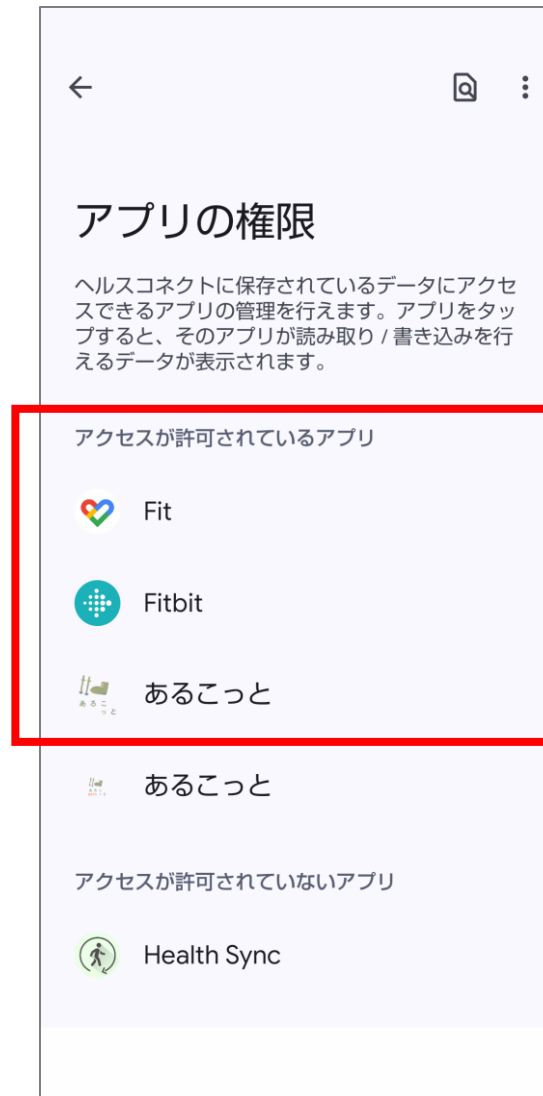 アプリの権限
ヘルスコネクトに保存されているデータにアクセ
スできるアプリの管理を行えます。アプリをタッ
プすると、そのアプリが読み取り / 書き込みを行
えるデータが表示されます。
アクセスが許可されているアプリ
Fit
Fitbit
あるこ
っと
あるこっと
あるこっと
アクセスが許可されていないアプリ
Health Sync